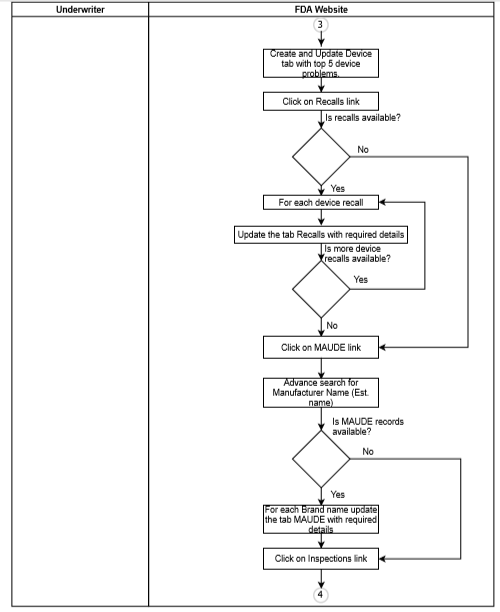 Underwriter
FDA Website
3
Create and Update Device
tab with top 5 device
problems.
Click on Recalls link
Is recalls available?
No
Yes
For each device recall
Update the tab Recalls with required details
Is more device
recalls available?
Yes
No
Click on MAUDE link
Advance search for
Manufacturer Name (Est.
name)
Is MAUDE records
available?
No
Yes
For each Brand name update
the tab MAUDE with required
details
Click on Inspections link
4